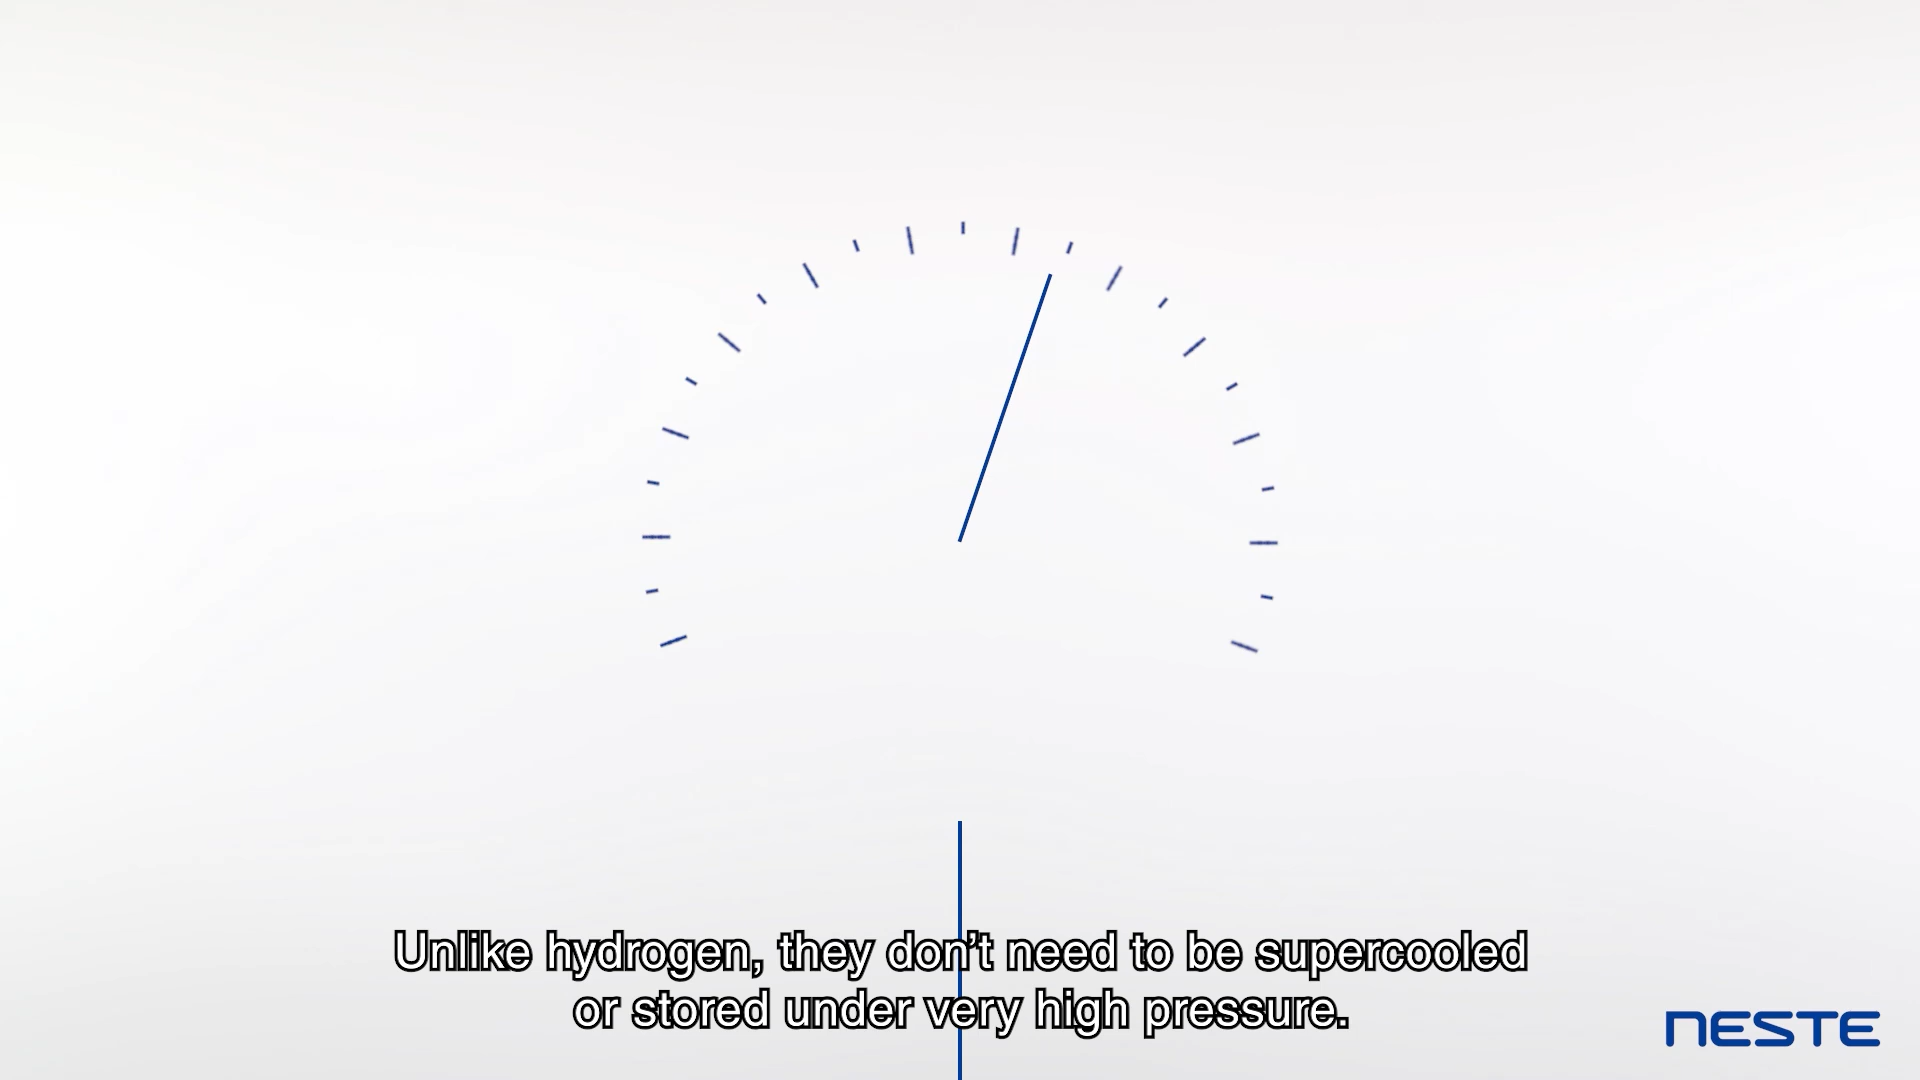 Unlike hydrogen, they don't need to be supercooled
or stored under very high pressure.
NESTE